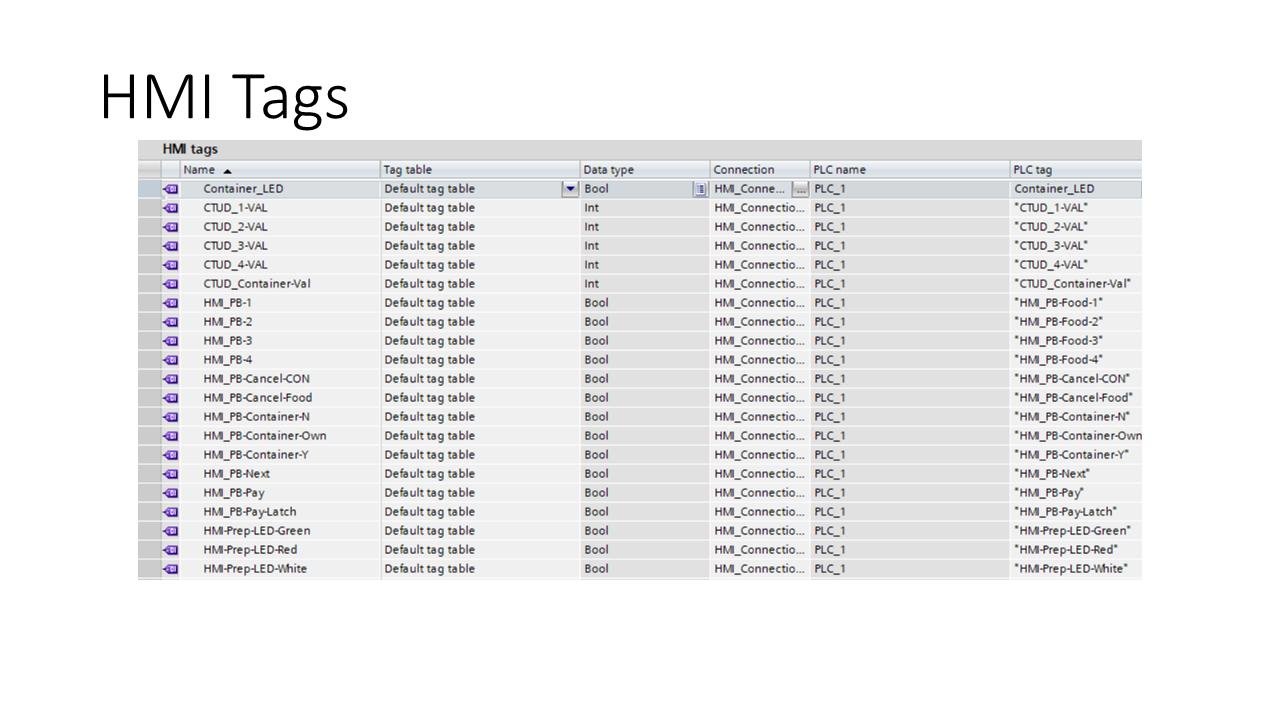 HMI Tags
HMI tags
Name Tag table Data type Connection PLC name PLC tag
Container_LED Default tag table Bool HMI_Conne... ... PLC_1 Container_LED
CTUD_1-VAL Default tag table Int HMI_Connectio... PLC_1 "CTUD_1-VAL"
CTUD_2-VAL Default tag table Int HMI_Connectio... PLC_1 "CTUD_2-VAL"
CTUD_3-VAL Default tag table Int HMI_Connectio... PLC_1 "CTUD_3-VAL"
CTUD_4-VAL Default tag table Int HMI_Connectio... PLC_1 "CTUD_4-VAL"
CTUD_Container-Val Default tag table Int HMI_Connectio... PLC_1 "CTUD_Container-Val"
HMI_PB-1 Default tag table Bool HMI_Connectio... PLC_1 "HMI_PB-Food-1"
HMI_PB-2 Default tag table Bool HMI_Connectio... PLC_1 "HMI_PB-Food-2"
HMI_PB-3 Default tag table Bool HMI_Connectio... PLC_1 "HMI_PB-Food-3"
HMI_PB-4 Default tag table Bool HMI_Connectio... PLC_1 "HMI_PB-Food-4"
HMI_PB-Cancel-CON Default tag table Bool HMI_Connectio... PLC_1 "HMI_PB-Cancel-CON"
HMI_PB-Cancel-Food Default tag table Bool HMI_Connectio... PLC_1 "HMI_PB-Cancel-Food"
HMI_PB-Container-N Default tag table Bool HMI_Connectio... PLC_1 "HMI_PB-Container-N"
HMI_PB-Container-Own Default tag table Bool HMI_Connectio... PLC_1 "HMI_PB-Container-Own
HMI_PB-Container-Y Default tag table Bool HMI_Connectio... PLC_1 "HMI_PB-Container-Y"
HMI_PB-Next Default tag table Bool HMI_Connectio... PLC_1 "HMI_PB-Next"
HMI_PB-Pay Default tag table Bool HMI_Connectio... PLC_1 "HMI_PB-Pay"
HMI_PB-Pay-Latch Default tag table Bool HMI_Connectio... PLC_1 "HMI_PB-Pay-Latch"
HMI-Prep-LED-Green Default tag table Bool HMI_Connectio... PLC_1 "HMI-Prep-LED-Green"
HMI-Prep-LED-Red Default tag table Bool HMI_Connectio... PLC_1 "HMI-Prep-LED-Red"
HMI-Prep-LED-White Default tag table Bool HMI_Connectio... PLC_1 "HMI-Prep-LED-White"